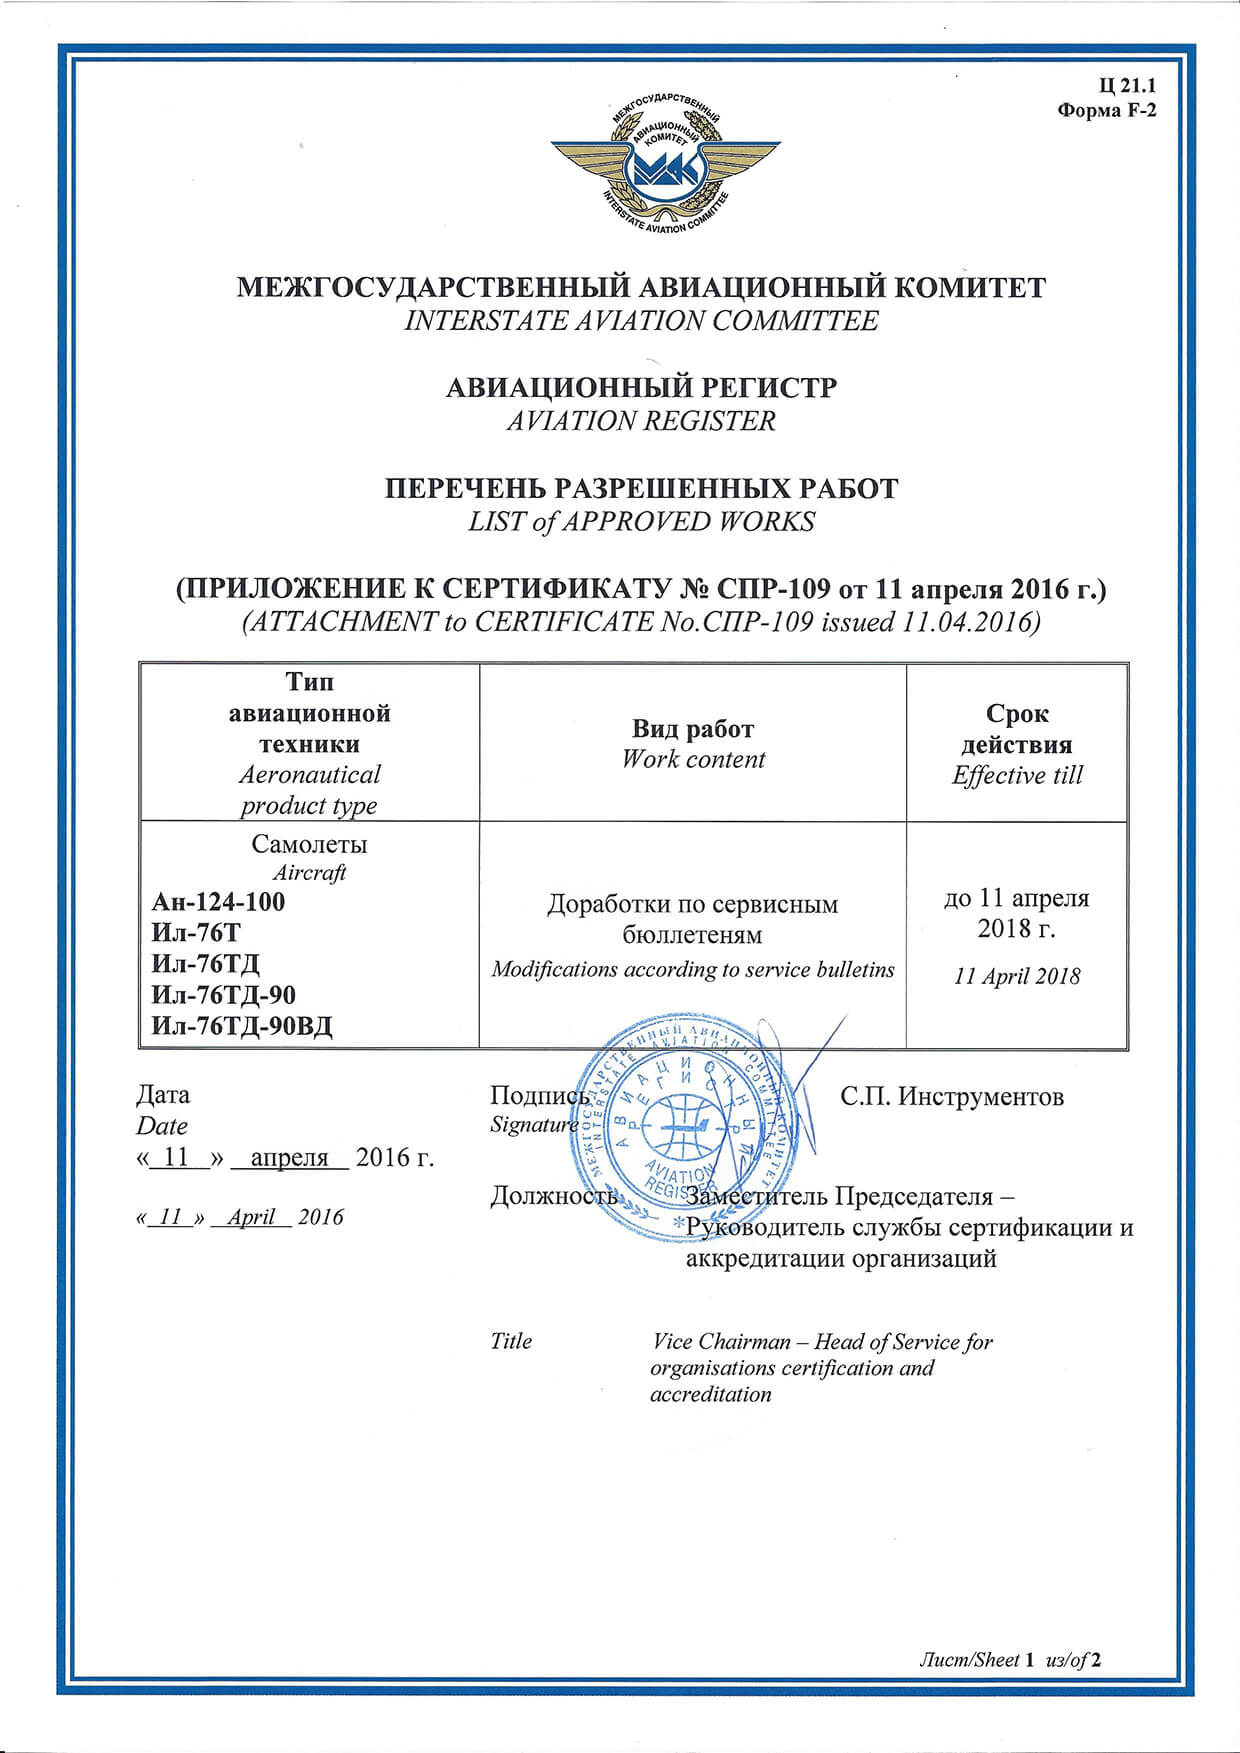 Ц 21.1
Форма F-2
МЕЖГОСУДАРСТВЕННЫЙ
АВИАЦИОННЫЙ
КОМИТЕТ
МАК
INTERSTATE AVIATION COMMITTEE
МЕЖГОСУДАРСТВЕННЫЙ АВИАЦИОННЫЙ КОМИТЕТ
INTERSTATE AVIATION COMMITTEE
АВИАЦИОННЫЙ РЕГИСТР
AVIATION REGISTER
ПЕРЕЧЕНЬ РАЗРЕШЕННЫХ РАБОТ
LIST of APPROVED WORKS
(ПРИЛОЖЕНИЕ К СЕРТИФИКАТУ № СПР-109 от 11 апреля 2016 г.)
(ATTACHMENT to CERTIFICATE No.СПР-109 issued 11.04.2016)
Тип
авиационной
техники
Aeronautical
product type
Вид работ
Work content
Срок
действия
Effective till
Самолеты
Aircraft
Ан-124-100
Ил-76Т
Ил-76ТД
Ил-76ТД-90
Ил-76ТД-90ВД
Доработки по сервисным
бюллетеням
Modifications according to service bulletins
до 11 апреля
2018 г.
11 April 2018
Дата
Date
« 11 » апреля 2016 г.
« 11 » April 2016
Подпись
Signature
С.П. Инструментов
МЕЖГОСУДАРСТВЕННЫЙ АВИАЦИОННЫЙ КОМИТЕТ
INTERSTATE AVIATION COMMITTEE
АВИАЦИОННЫЙ
РЕГИСТР
AVIATION
REGISTER
Должность
Заместитель Председателя –
Руководитель службы сертификации и
аккредитации организаций
Title
Vice Chairman – Head of Service for
organisations certification and
accreditation
Лист/Sheet 1 из/of 2